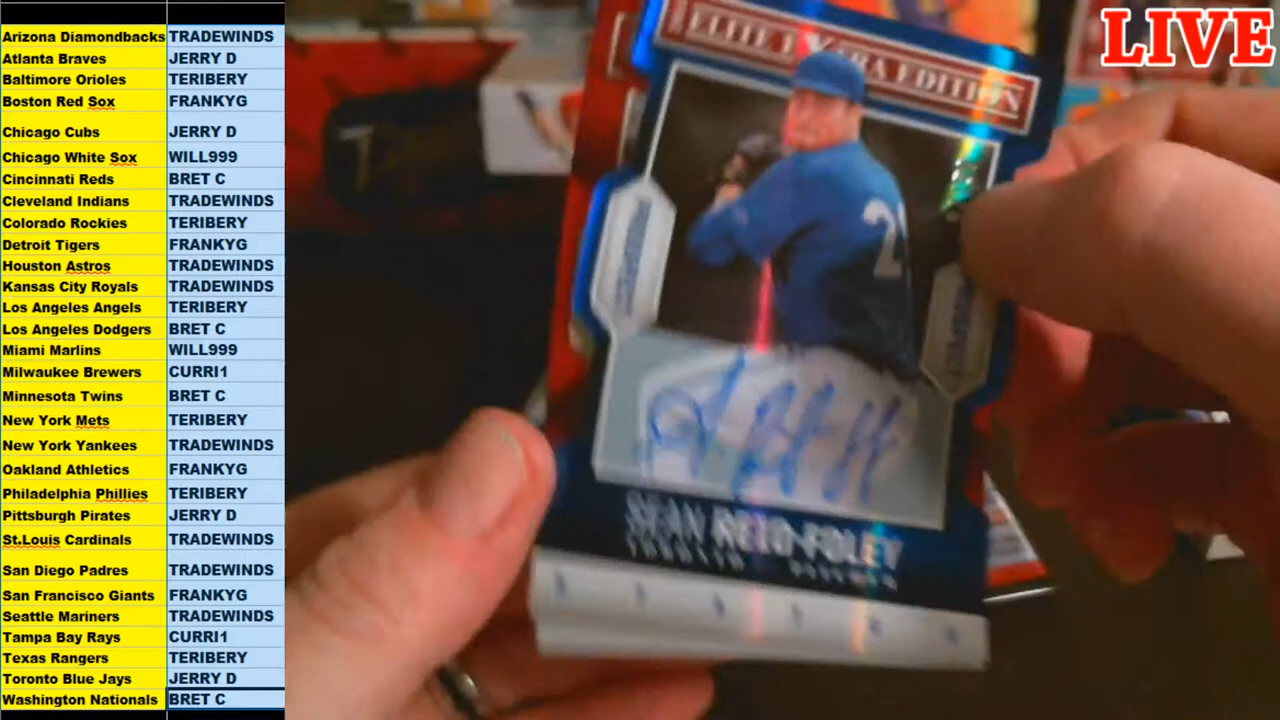 Arizona Diamondbacks TRADEWINDS
Atlanta Braves JERRY D
Baltimore Orioles TERIBERY
Boston Red Sox FRANKYG
Chicago Cubs JERRY D
Chicago White Sox WILL999
Cincinnati Reds BRET C
Cleveland Indians TRADEWINDS
Colorado Rockies TERIBERY
Detroit Tigers FRANKYG
Houston Astros TRADEWINDS
Kansas City Royals TRADEWINDS
Los Angeles Angels TERIBERY
Los Angeles Dodgers BRET C
Miami Marlins WILL999
Milwaukee Brewers CURRI1
Minnesota Twins BRET C
New York Mets TERIBERY
New York Yankees TRADEWINDS
Oakland Athletics FRANKYG
Philadelphia Phillies TERIBERY
Pittsburgh Pirates JERRY D
St.Louis Cardinals TRADEWINDS
San Diego Padres TRADEWINDS
San Francisco Giants FRANKYG
Seattle Mariners TRADEWINDS
Tampa Bay Rays CURRI1
Texas Rangers TERIBERY
Toronto Blue Jays JERRY D
Washington Nationals BRET C
LIVE
ELITE EXTRA EDITION
SEAN REID-FOLEY
TORONTO PITCHER